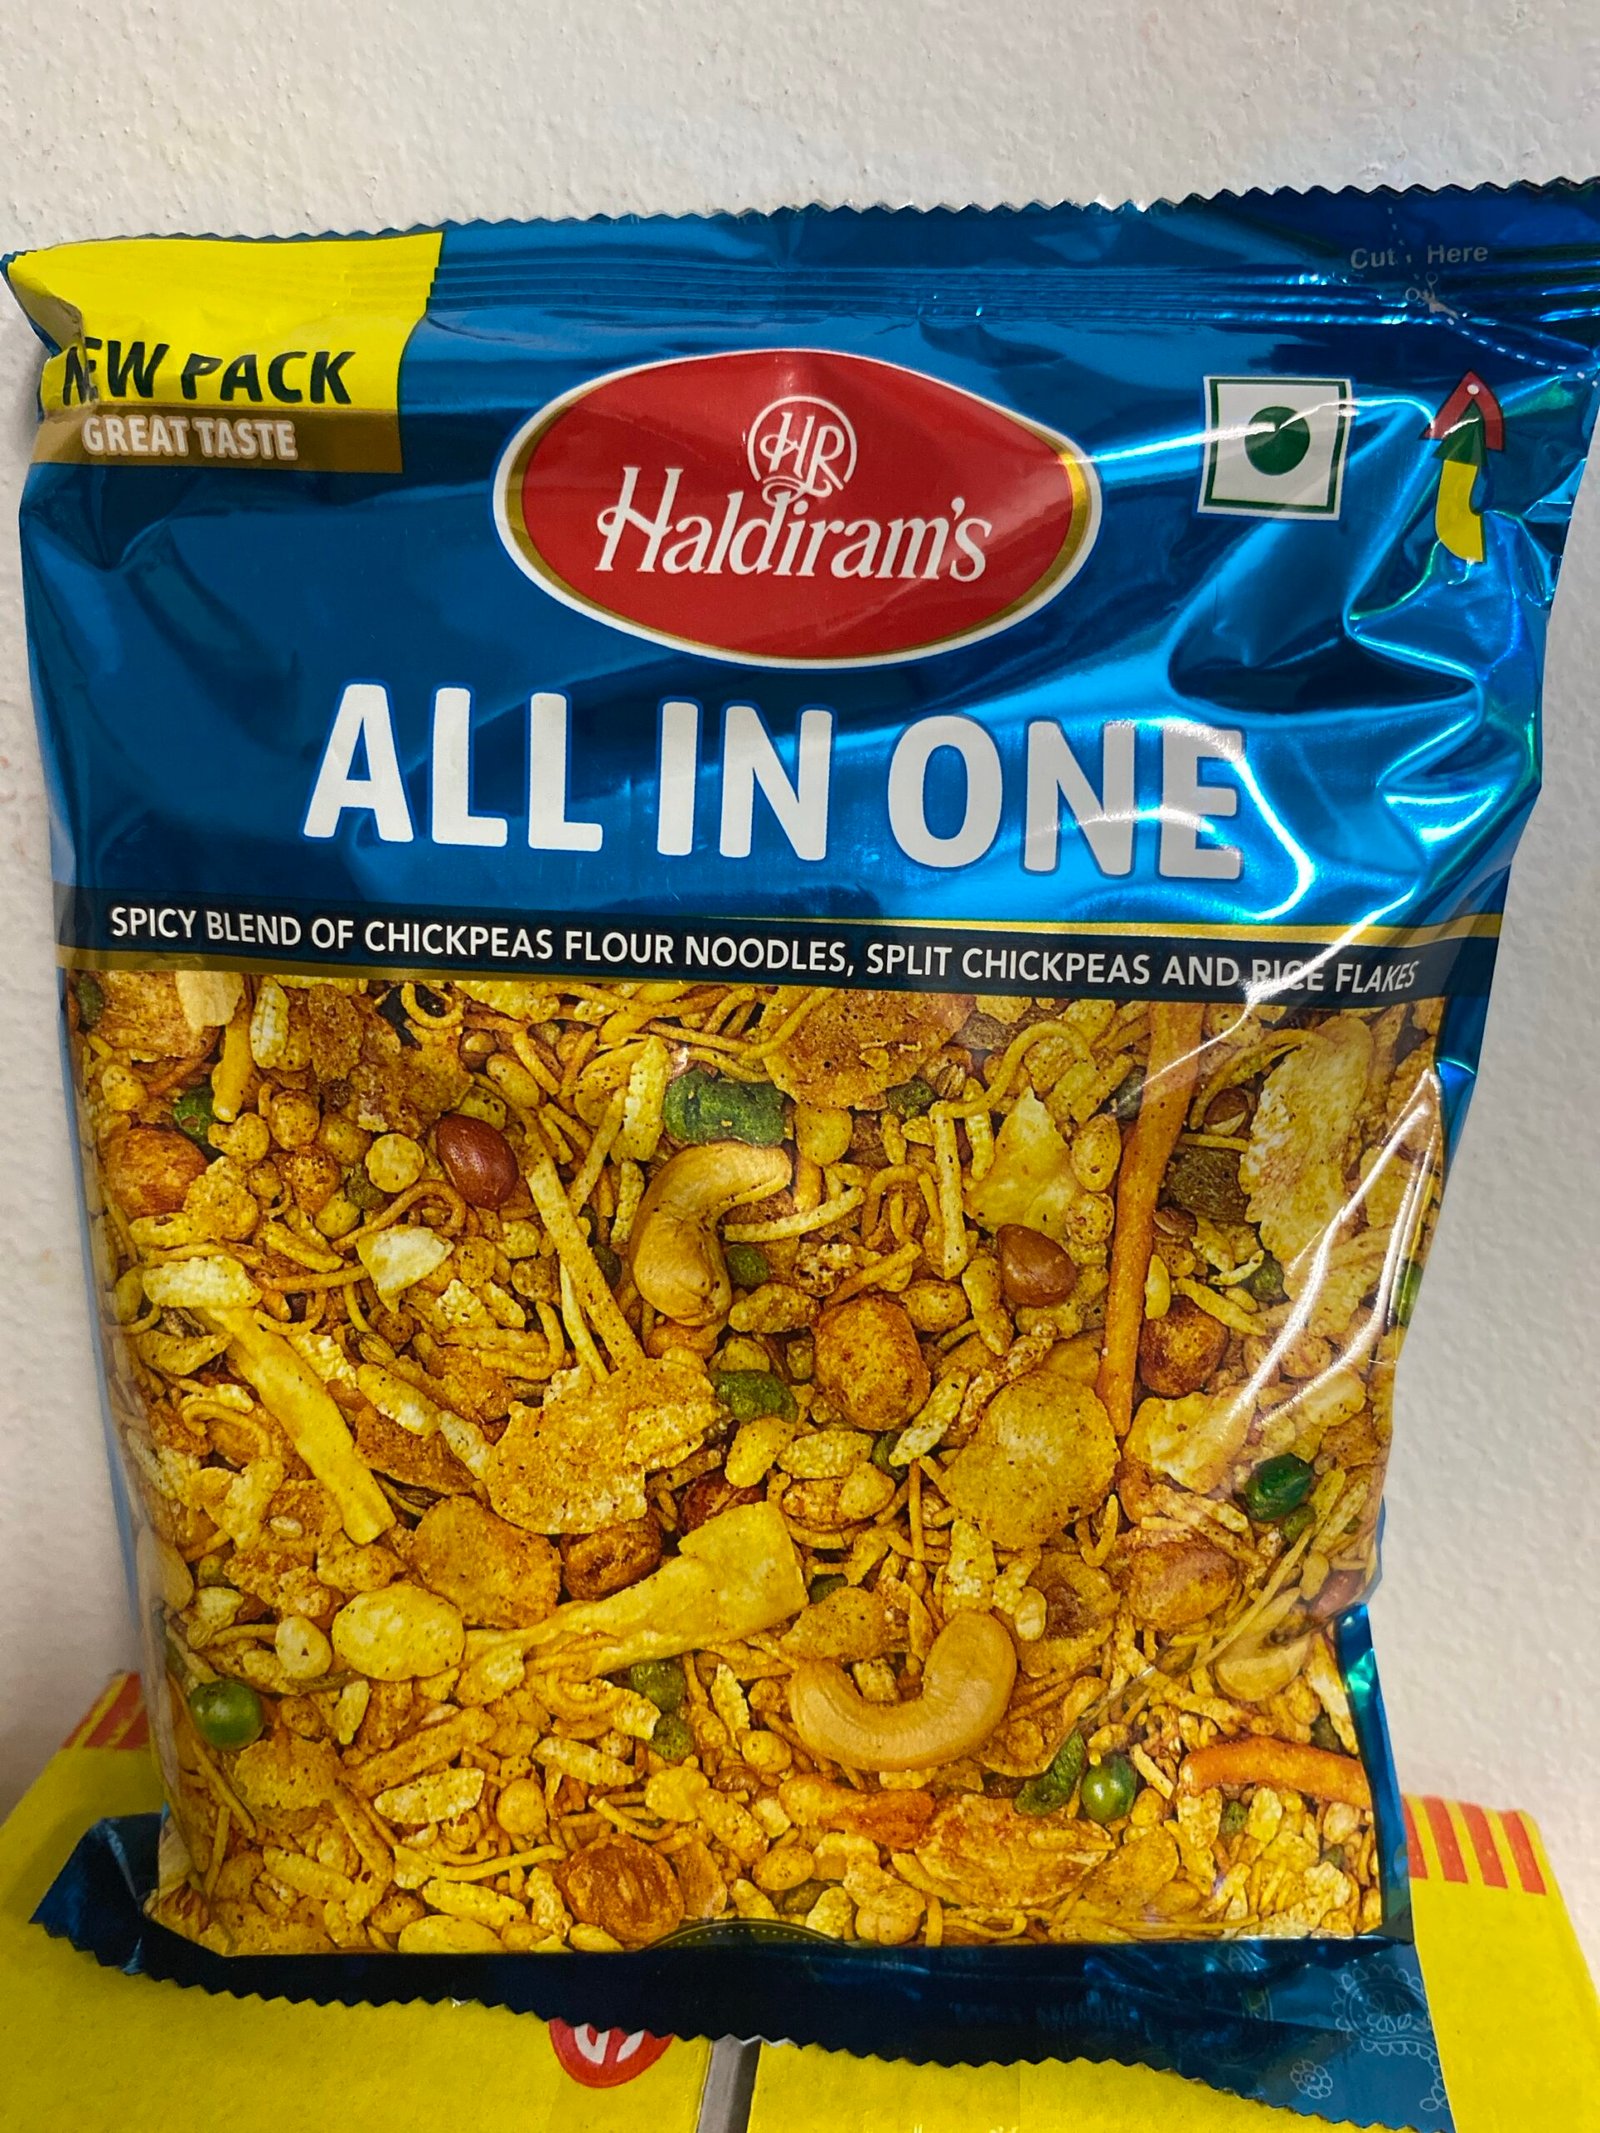 Cut Here
NEW PACK
GREAT TASTE
HR
Haldiram's
ALL IN ONE
SPICY BLEND OF CHICKPEAS FLOUR NOODLES, SPLIT CHICKPEAS AND RICE FLAKES